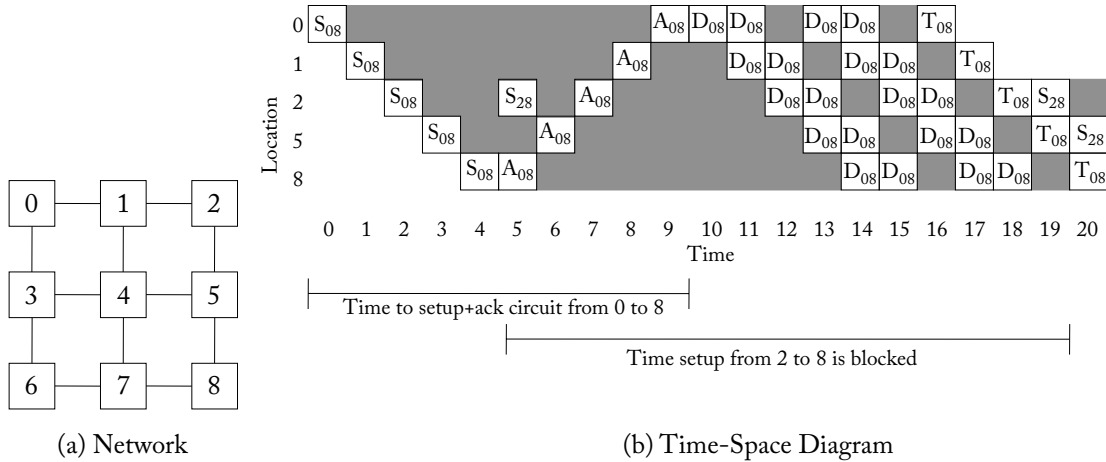 0 S08 A08 D08 D08 D08 D08 T08
1 S08 A08 D08 D08 D08 D08 T08
2 S08 S28 A08 D08 D08 D08 D08 T08 S28
5 S08 A08 D08 D08 D08 D08 T08 S28
8 S08 A08 D08 D08 D08 D08 T08
Location
0 1 2 3 4 5 6 7 8 9 10 11 12 13 14 15 16 17 18 19 20
Time
Time to setup+ack circuit from 0 to 8
Time setup from 2 to 8 is blocked
0 1 2
3 4 5
6 7 8
(a) Network
(b) Time-Space Diagram